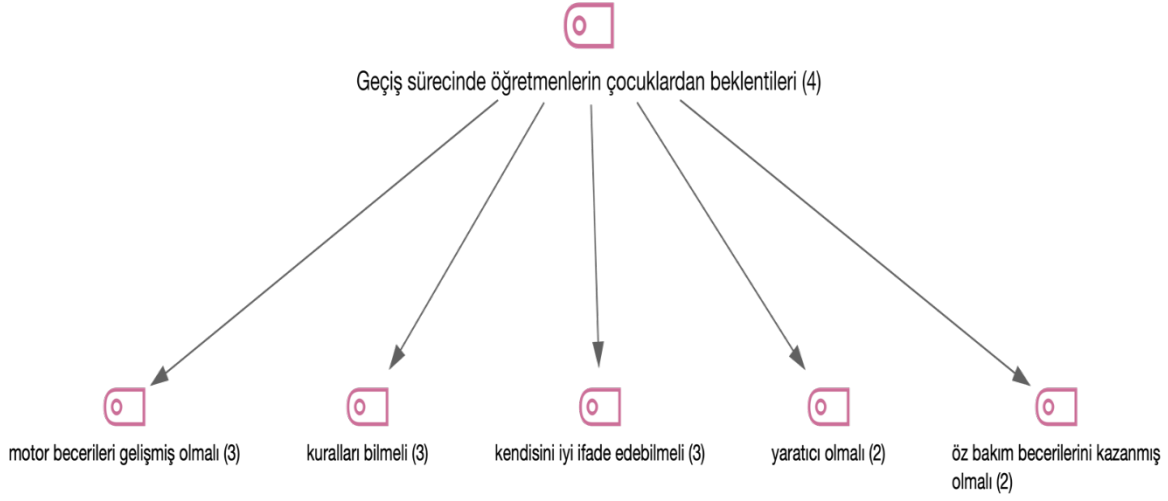 Geçiş sürecinde öğretmenlerin çocuklardan beklentileri (4)
motor becerileri gelişmiş olmalı (3)
kuralları bilmeli (3)
kendisini iyi ifade edebilmeli (3)
yaratıcı olmalı (2)
öz bakım becerilerini kazanmış
olmalı (2)